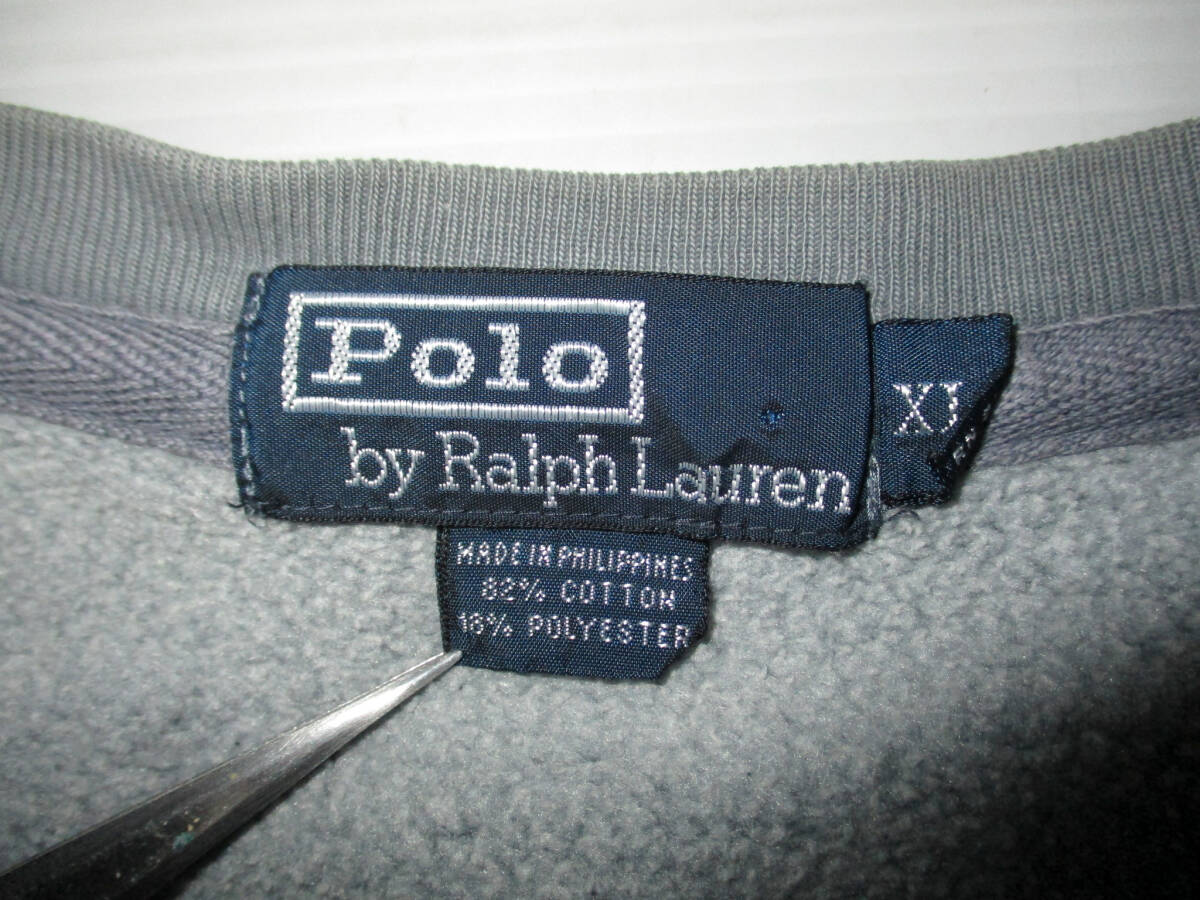 Polo
by Ralph Lauren
XL
MADE IN PHILIPPINES
82% COTTON
18% POLYESTER